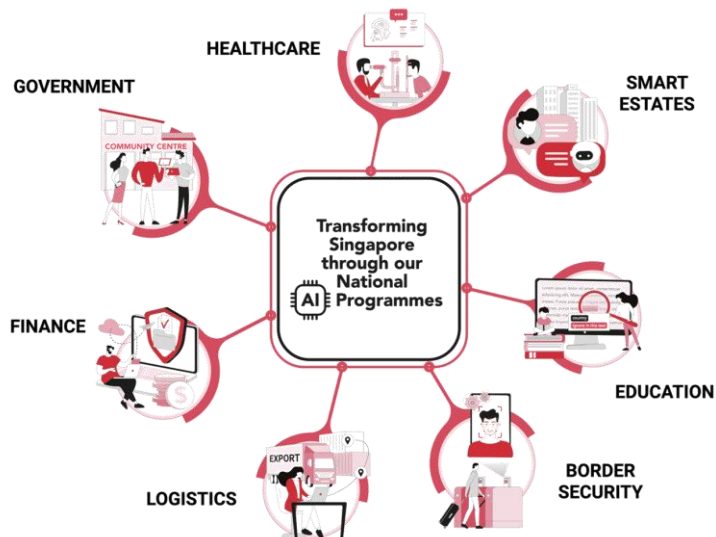 HEALTHCARE
GOVERNMENT
SMART
ESTATES
COMMUNITY CENTRE
Transforming
Singapore
through our
National
AI Programmes
FINANCE
$
EDUCATION
EXPORT
LOGISTICS
BORDER
SECURITY